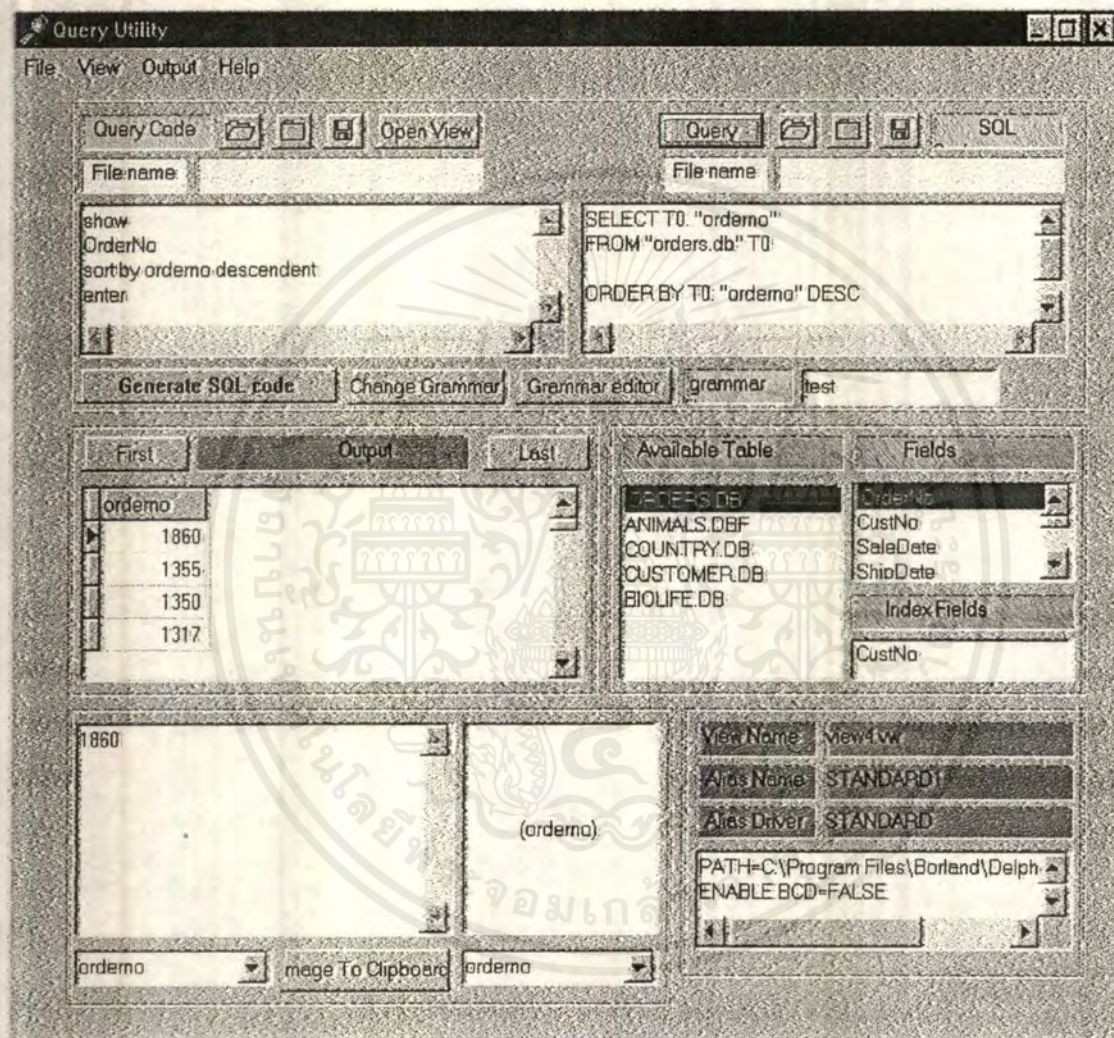 Query Utility
File View Output Help
Query Code Open View Query SQL
File name File name
show
OrderNo
sort by orderno descendent
enter
SELECT T0. "orderno"
FROM "orders.db" T0
ORDER BY T0. "orderno" DESC
Generate SQL code Change Grammar Grammar editor grammar test
First Output Last
orderno
1860
1355
1350
1317
Available Table
ORDERS.DB
ANIMALS.DBF
COUNTRY.DB
CUSTOMER.DB
BIOLIFE.DB
Fields
OrderNo
CustNo
SaleDate
ShipDate
Index Fields
CustNo
1860
(orderno)
orderno mage To Clipboard orderno
View Name view4.vw
Alias Name STANDARD1
Alias Driver STANDARD
PATH=C:\Program Files\Borland\Delph
ENABLE BCD=FALSE